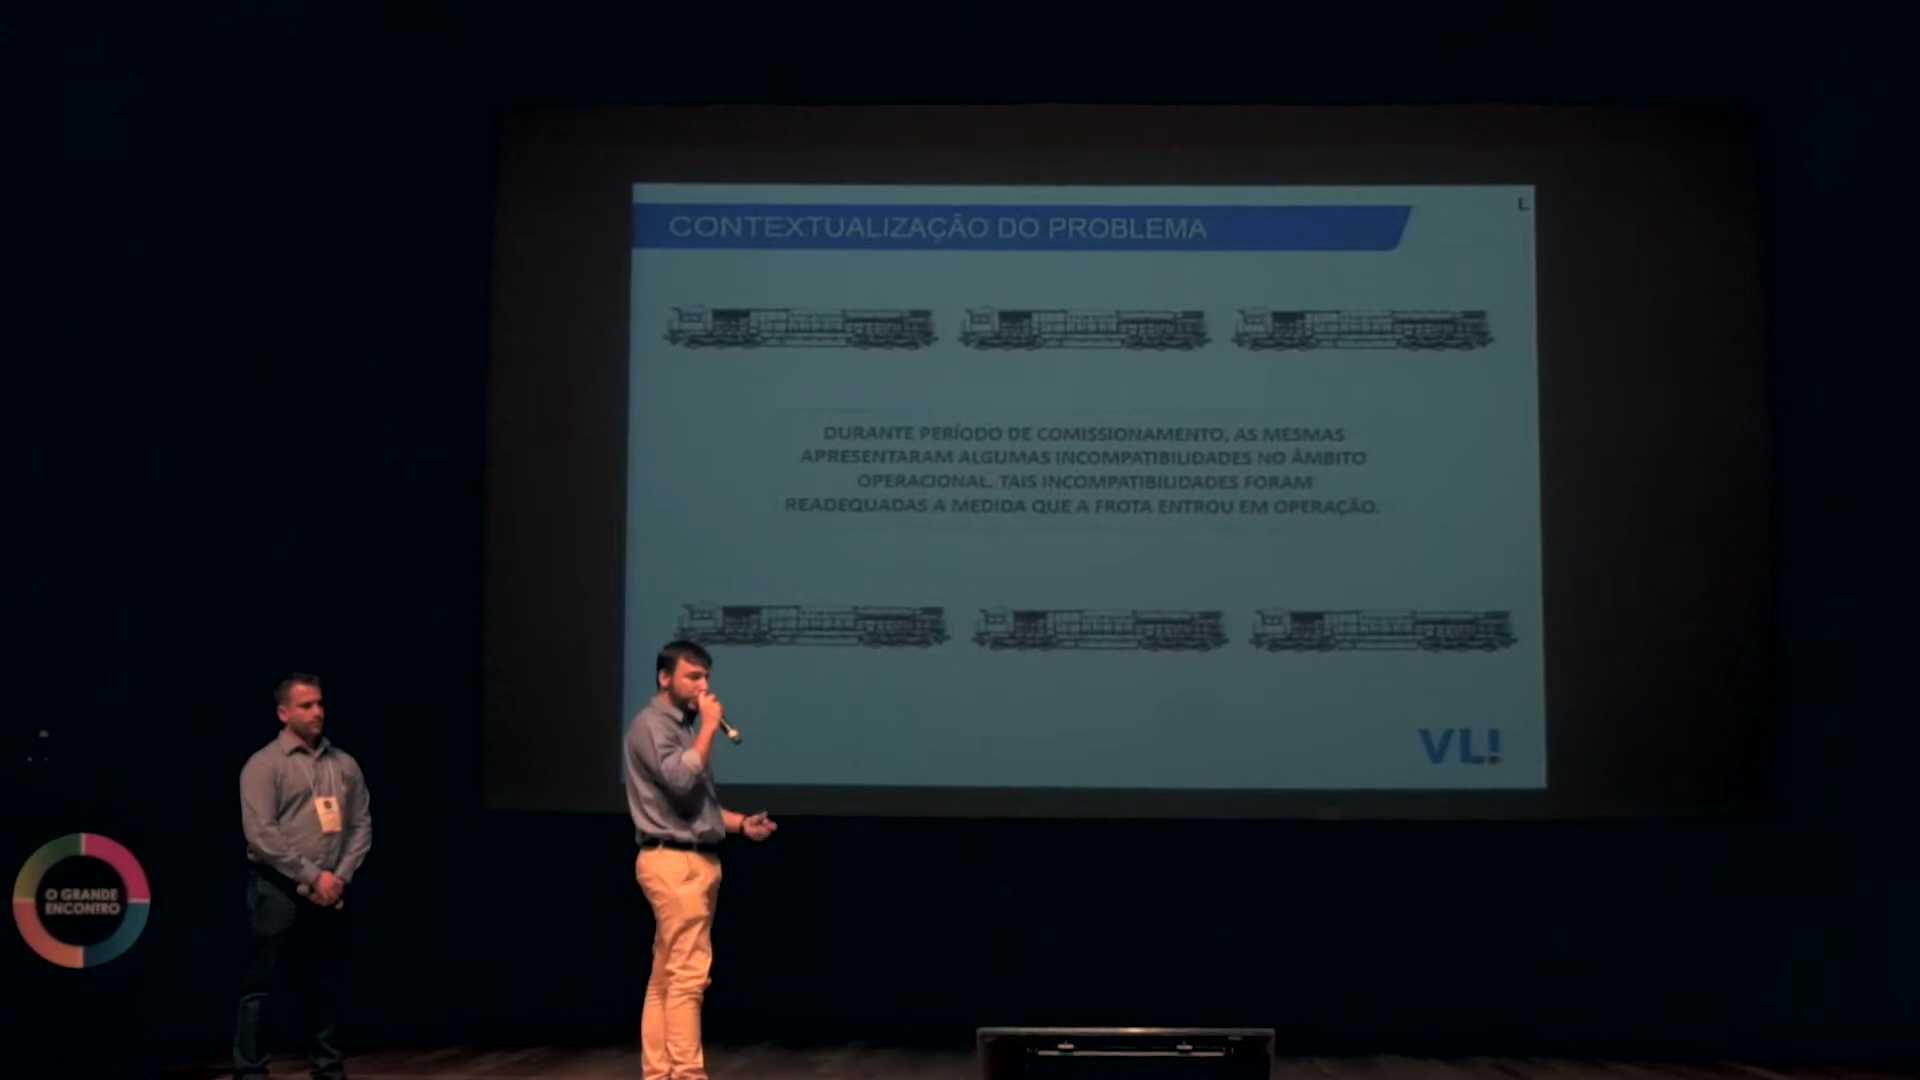 CONTEXTUALIZAÇÃO DO PROBLEMA
L
DURANTE PERÍODO DE COMISSIONAMENTO, AS MESMAS
APRESENTARAM ALGUMAS INCOMPATIBILIDADES NO ÂMBITO
OPERACIONAL. TAIS INCOMPATIBILIDADES FORAM
READEQUADAS A MEDIDA QUE A FROTA ENTROU EM OPERAÇÃO.
VL!
O GRANDE
ENCONTRO